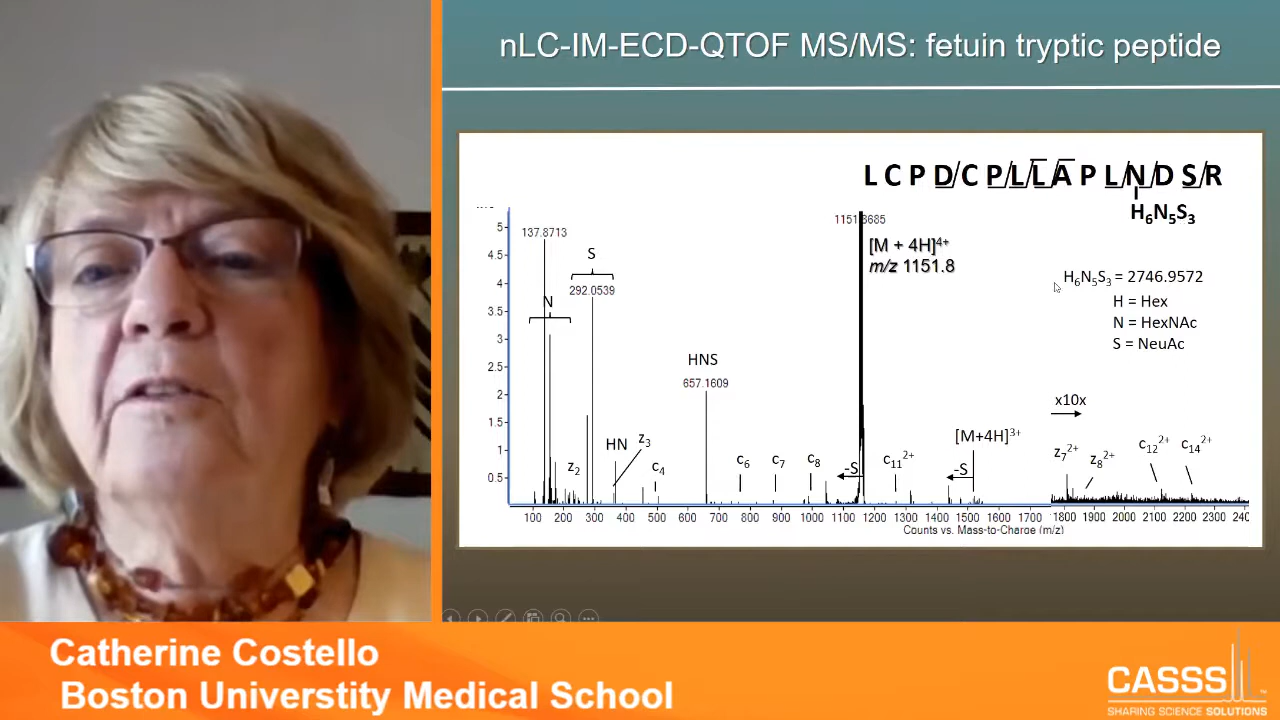 nLC-IM-ECD-QTOF MS/MS: fetuin tryptic peptide
LCPDCPLLAPLNDSR
H6N5S3
1151.3685
[M + 4H]4+
m/z 1151.8
137.8713
S
292.0539
N
H6N5S3 = 2746.9572
H = Hex
N = HexNAc
S = NeuAc
HNS
657.1609
x10x
HN
z3
z2
c4
c6
c7
c8
-S
c11 2+
[M+4H]3+
-S
z7 2+
z8 2+
c12 2+
c14 2+
5
4.5
4
3.5
3
2.5
2
1.5
1
0.5
100 200 300 400 500 600 700 800 900 1000 1100 1200 1300 1400 1500 1600 1700 1800 1900 2000 2100 2200 2300
Counts vs. Mass-to-Charge (m/z)
Catherine Costello
Boston Universtity Medical School
CASSS
SHARING SCIENCE SOLUTIONS